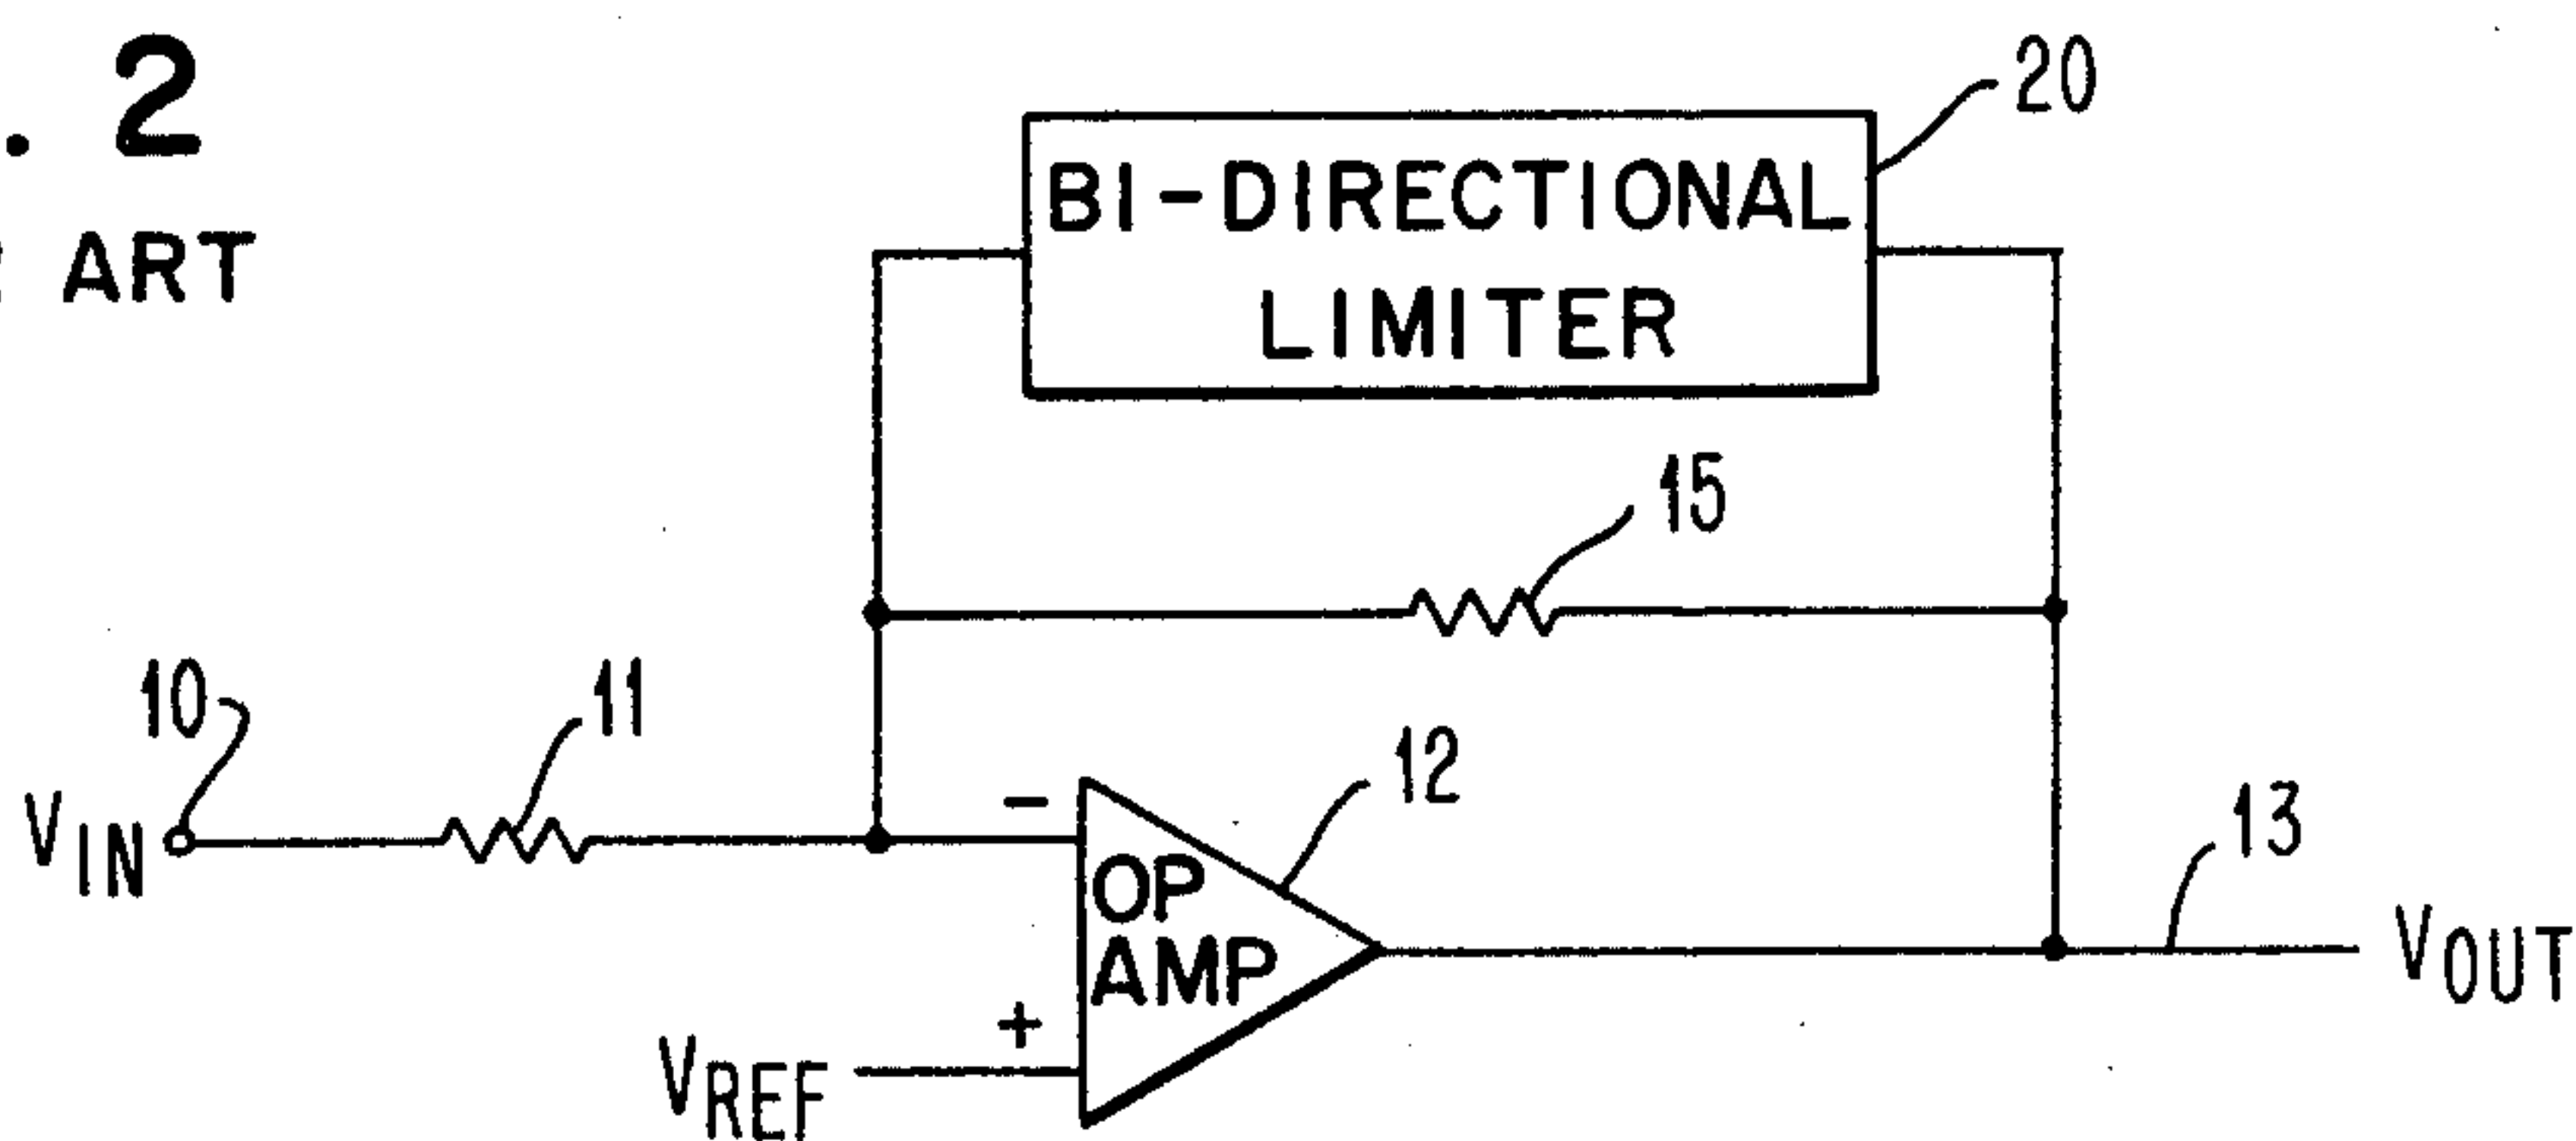 . 2
ART
20
BI-DIRECTIONAL
LIMITER
15
10
11
12
13
VIN
-
OP
AMP
+
VREF
VOUT